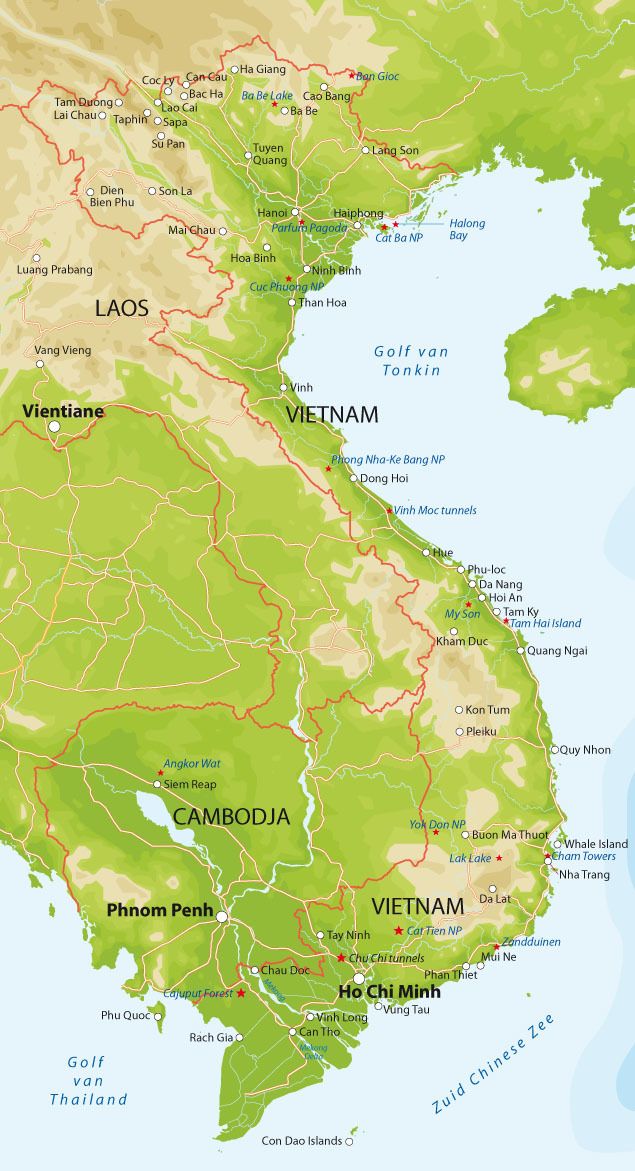 Ha Giang
Ban Gioc
Coc Ly
Can Cau
Bac Ha
Ba Be Lake
Cao Bang
Tam Duong
Lao Cai
Ba Be
Lai Chau
Taphin
Sapa
Su Pan
Tuyen
Quang
Lang Son
Dien
Bien Phu
Son La
Hanoi
Haiphong
Parfum Pagoda
Halong
Bay
Mai Chau
Cat Ba NP
Hoa Binh
Luang Prabang
Ninh Binh
Cuc Phuong NP
Than Hoa
LAOS
Golf van
Tonkin
Vang Vieng
Vinh
Vientiane
VIETNAM
Phong Nha-Ke Bang NP
Dong Hoi
Vinh Moc tunnels
Hue
Phu-loc
Da Nang
Hoi An
My Son
Tam Ky
Tam Hai Island
Kham Duc
Quang Ngai
Kon Tum
Pleiku
Quy Nhon
Angkor Wat
Siem Reap
CAMBODJA
Yok Don NP
Buon Ma Thuot
Whale Island
Lak Lake
Cham Towers
Nha Trang
Da Lat
VIETNAM
Phnom Penh
Cat Tien NP
Tay Ninh
Zandduinen
Chu Chi tunnels
Mui Ne
Phan Thiet
Chau Doc
Cajuput Forest
Mekong
Ho Chi Minh
Vung Tau
Phu Quoc
Vinh Long
Can Tho
Rach Gia
Mekong
Delta
Golf
van
Thailand
Zuid Chinese Zee
Con Dao Islands